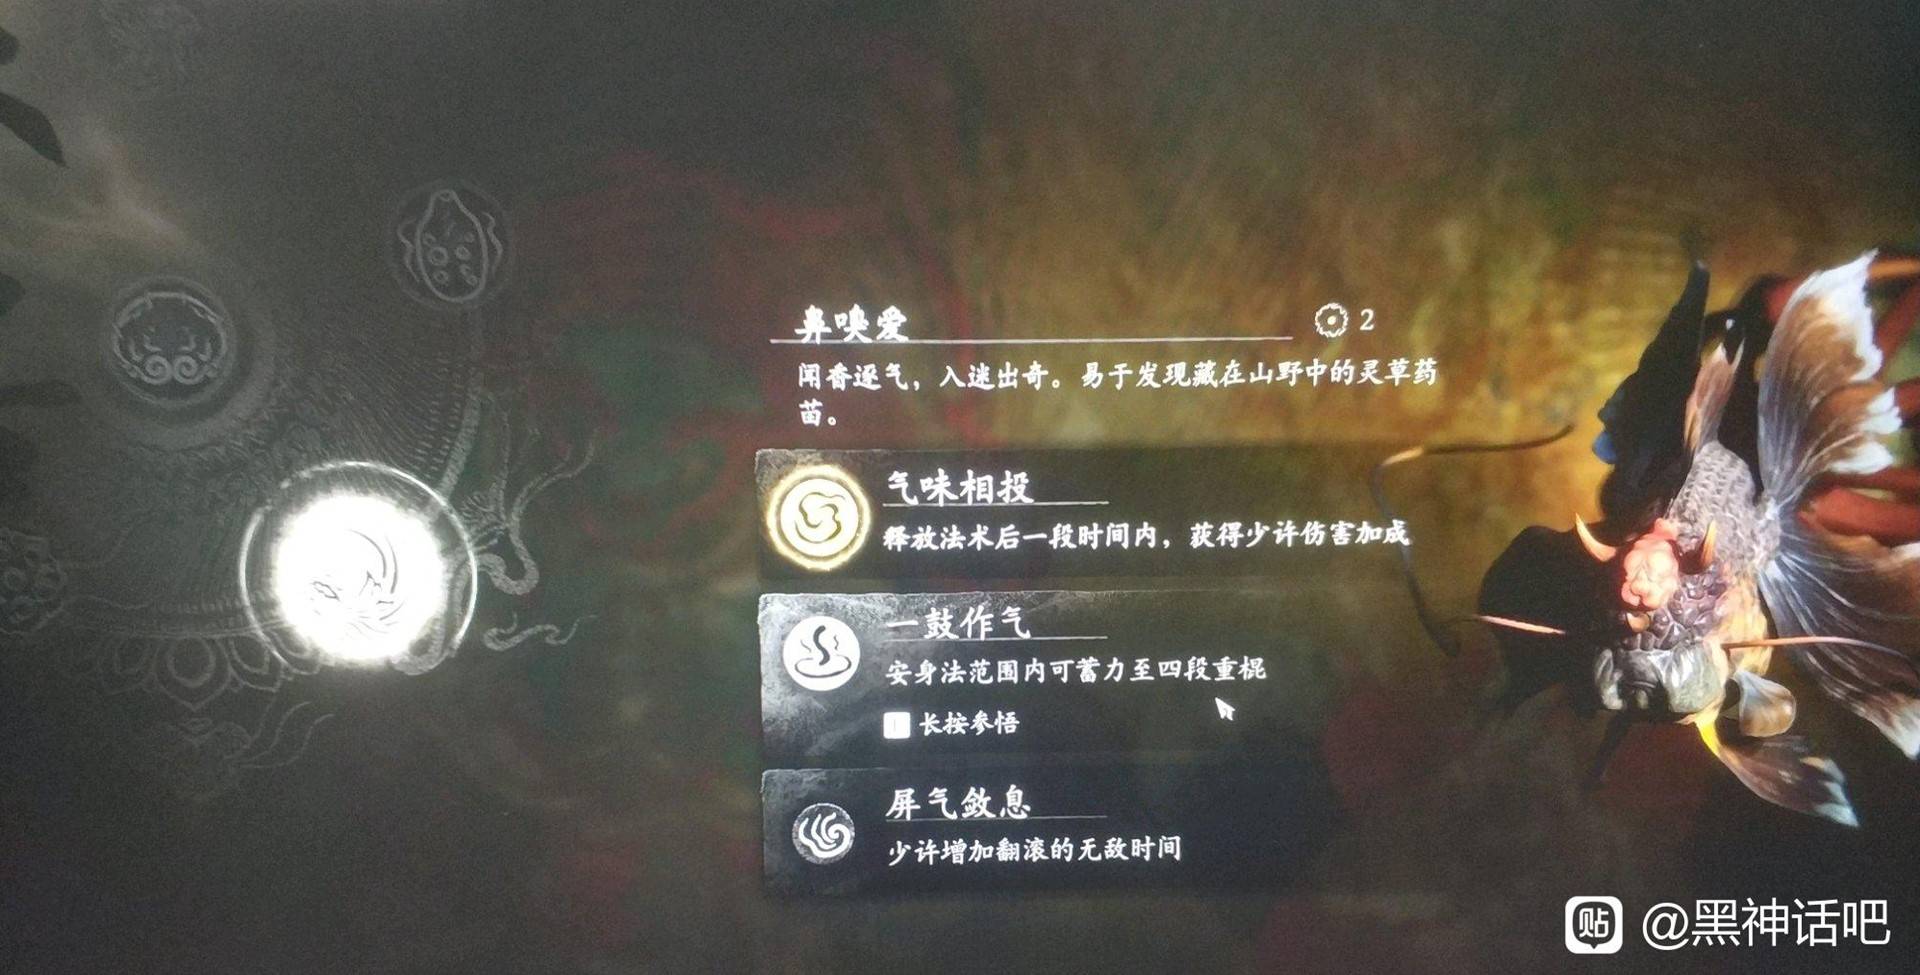 鼻嗅爱
2
闻香逐气，入迷出奇。易于发现藏在山野中的灵草药
苗。
气味相投
释放法术后一段时间内，获得少许伤害加成
一鼓作气
安身法范围内可蓄力至四段重棍
长按参悟
屏气敛息
少许增加翻滚的无敌时间
贴 @黑神话吧